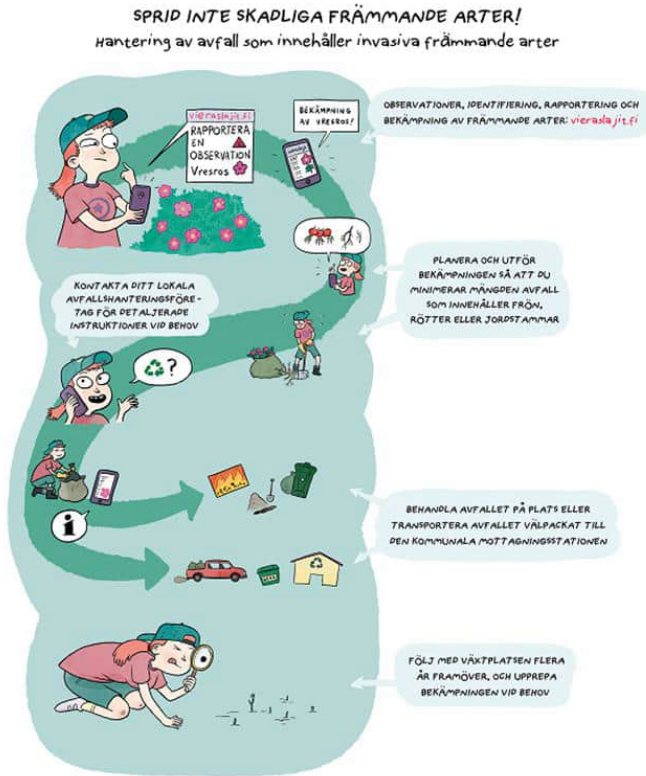 SPRID INTE SKADLIGA FRÄMMANDE ARTER!
Hantering av avfall som innehåller invasiva främmande arter
vieraslajit.fi
RAPPORTERA
EN
OBSERVATION
Vresros
BEKÄMPNING
AV VRESROS!
OBSERVATIONER, IDENTIFIERING, RAPPORTERING OCH
BEKÄMPNING AV FRÄMMANDE ARTER: vieraslajit.fi
PLANERA OCH UTFÖR
BEKÄMPNINGEN SÅ ATT DU
MINIMERAR MÄNGDEN AVFALL
SOM INNEHÅLLER FRÖN,
RÖTTER ELLER JORDSTAMMAR
KONTAKTA DITT LOKALA
AVFALLSHANTERINGSFÖRE-
TAG FÖR DETALJERADE
INSTRUKTIONER VID BEHOV
?
i
BEHANDLA AVFALLET PÅ PLATS ELLER
TRANSPORTERA AVFALLET VÄLPACKAT TILL
DEN KOMMUNALA MOTTAGNINGSSTATIONEN
FÖLJ MED VÄXTPLATSEN FLERA
ÅR FRAMÖVER, OCH UPPREPA
BEKÄMPNINGEN VID BEHOV